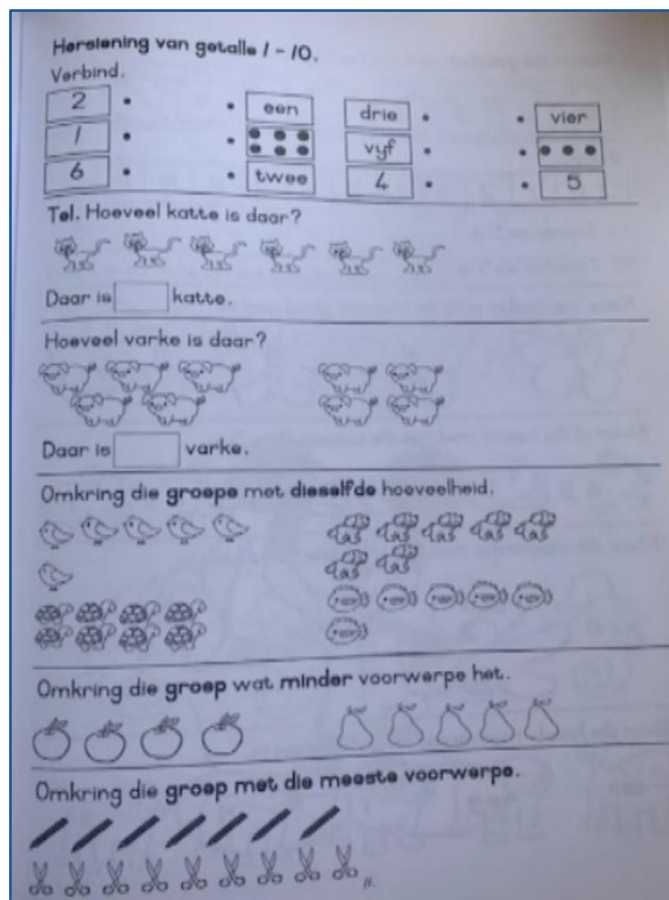 Hersiening van getalle 1 - 10.
Verbind.
2 een drie vier
1 vyf
6 twee 4 5
Tel. Hoeveel katte is daar?
Daar is katte.
Hoeveel varke is daar?
Daar is varke.
Omkring die groepe met dieselfde hoeveelheid.
Omkring die groep wat minder voorwerpe het.
Omkring die groep met die meeste voorwerpe.